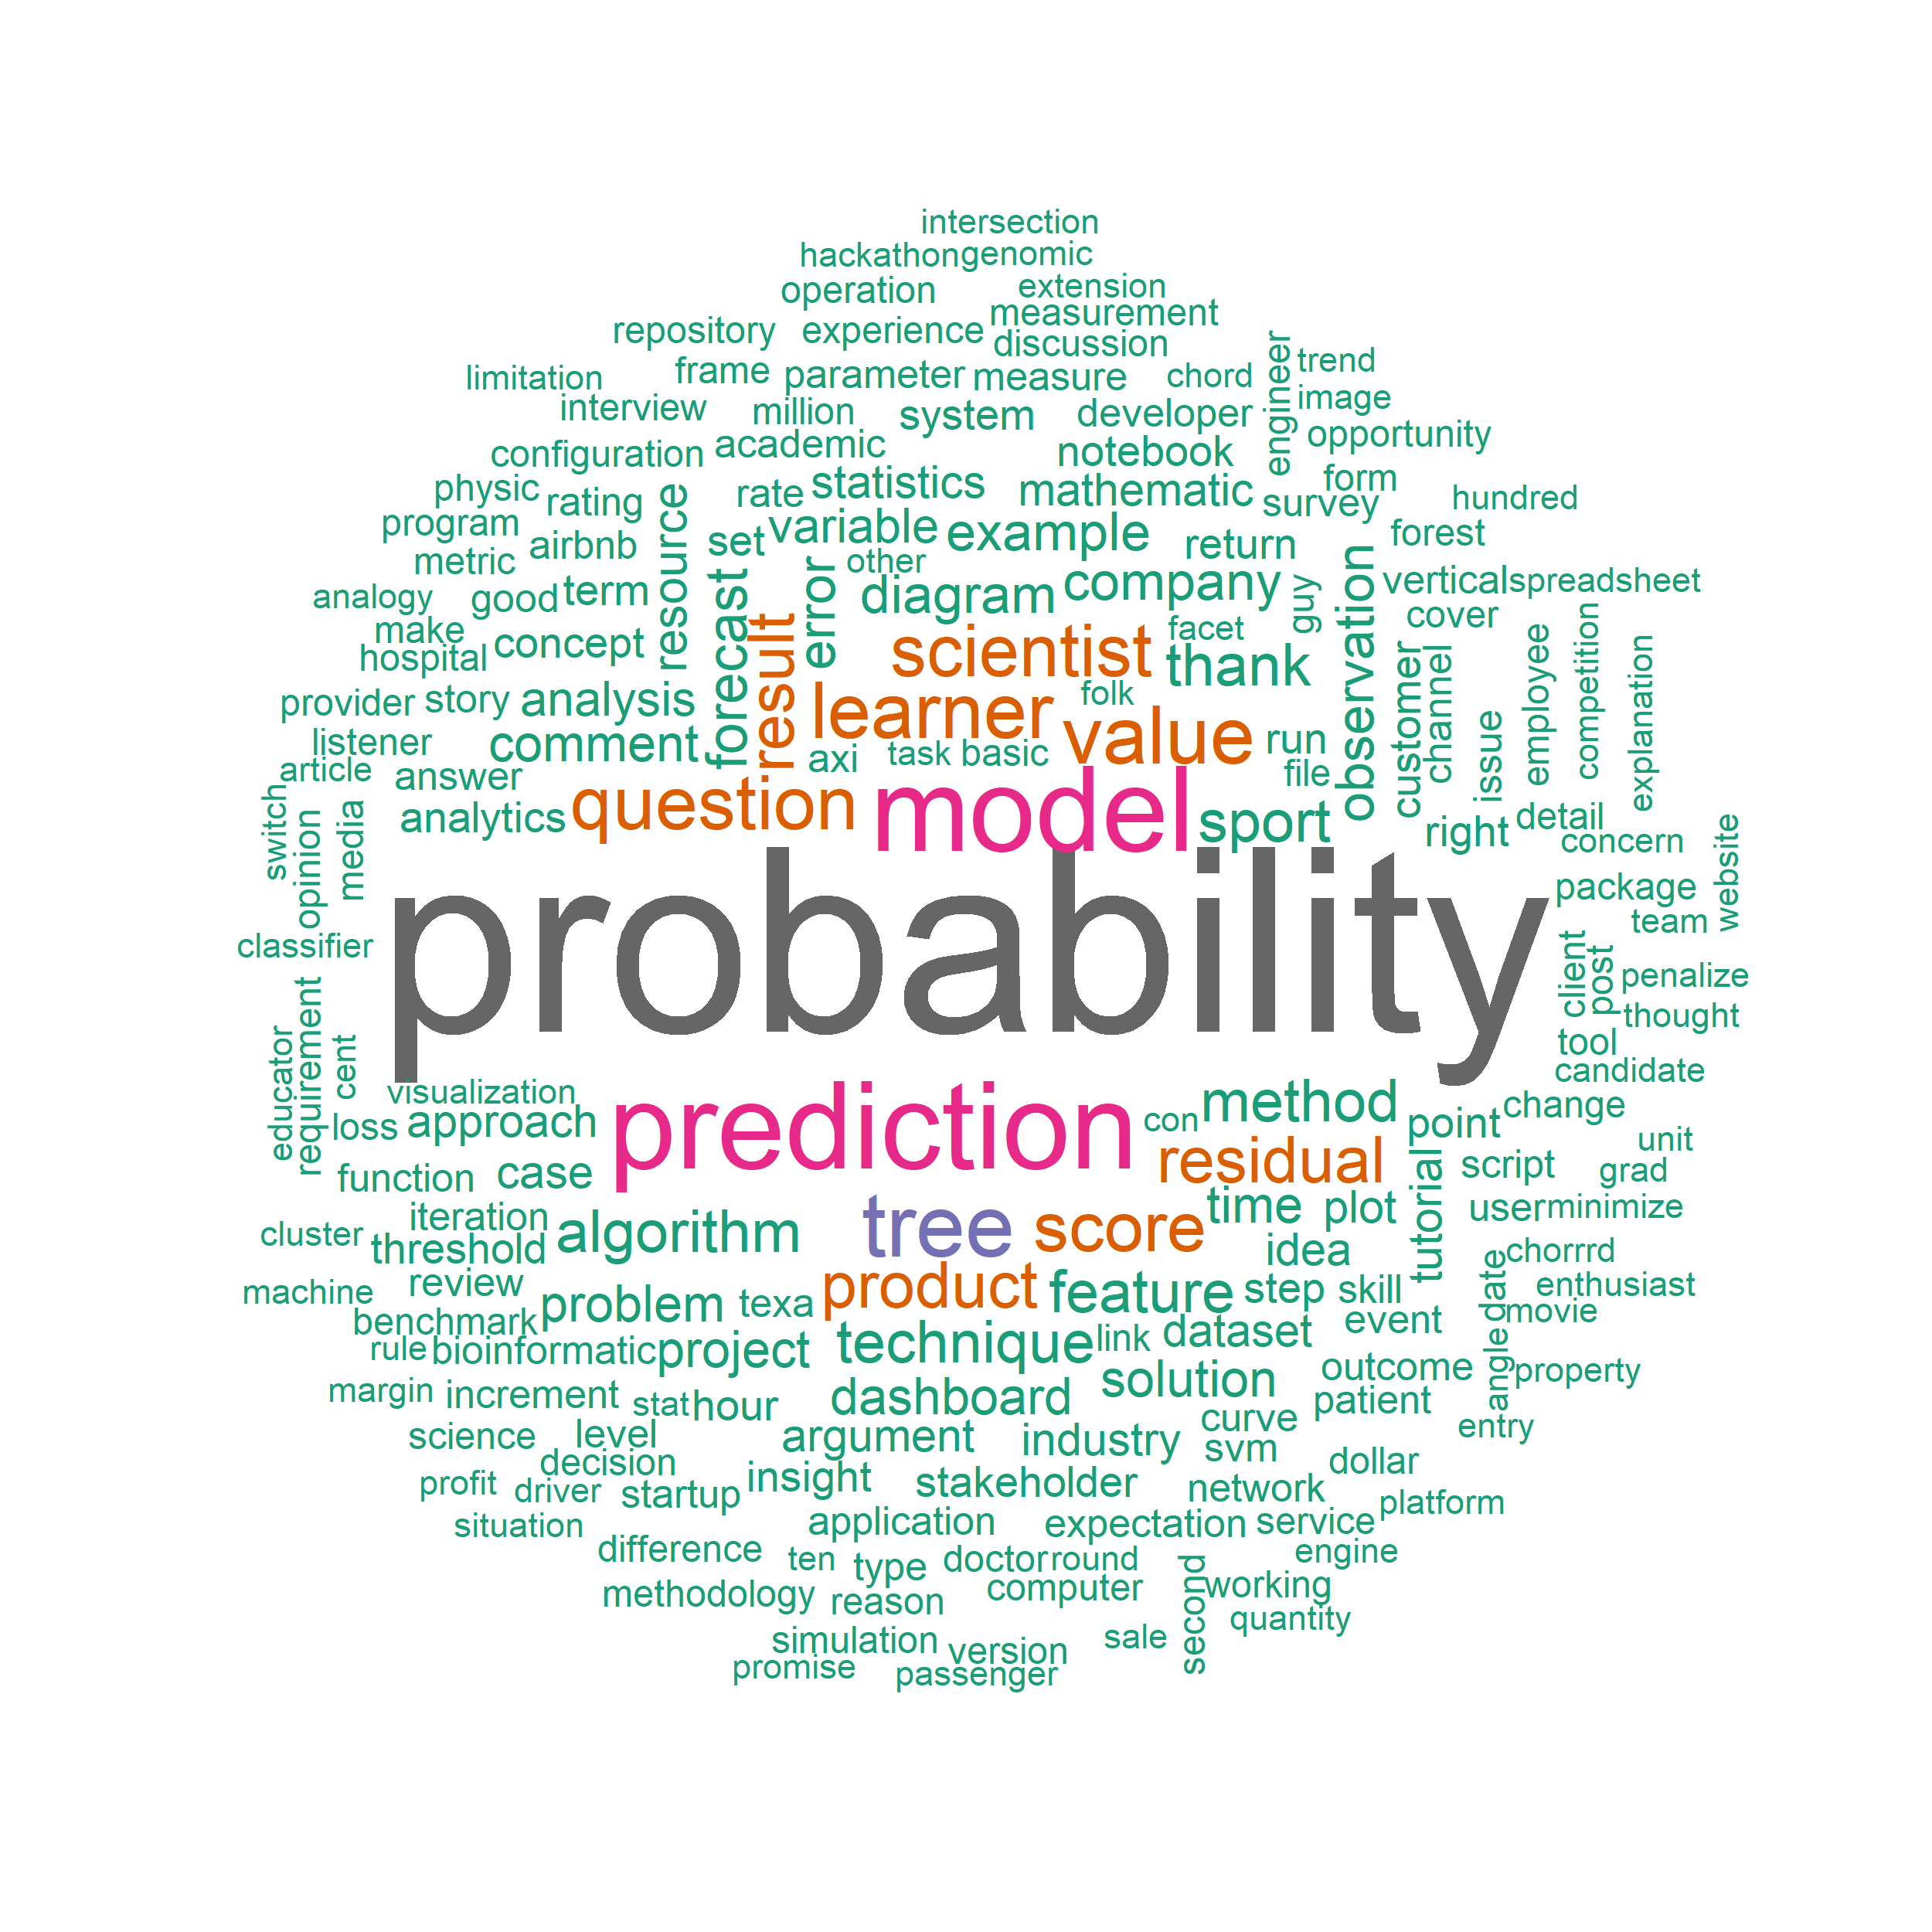 intersection
hackathon genomic
operation extension
measurement
repository experience
discussion
engineer
trend
limitation frame parameter measure chord
image
interview million system developer
opportunity
configuration academic notebook
physic rating resource rate statistics mathematic survey form hundred
program airbnb set variable example return forest
metric other
analogy good term forecast error diagram company guy observation vertical spreadsheet
make cover
hospital concept result scientist facet thank customer channel employee competition explanation
provider story analysis learner folk value issue
listener comment axi task basic run
article answer file
switch opinion media analytics question model sport right detail
concern website
probability
package
team
classifier
client post penalize
thought
educator requirement cent tool
candidate
visualization
loss approach prediction con method point change
unit
function case residual tutorial script grad
iteration time plot user minimize
cluster threshold algorithm tree score idea chorrrd
machine review product feature step skill date enthusiast
benchmark problem texa event movie
rule bioinformatic project technique link dataset angle
outcome property
margin increment stat hour dashboard solution patient
science level argument industry curve entry
decision svm
profit driver startup insight stakeholder network dollar
platform
situation application expectation service
difference ten type doctor round engine
methodology reason computer second working
quantity
simulation version sale
promise passenger